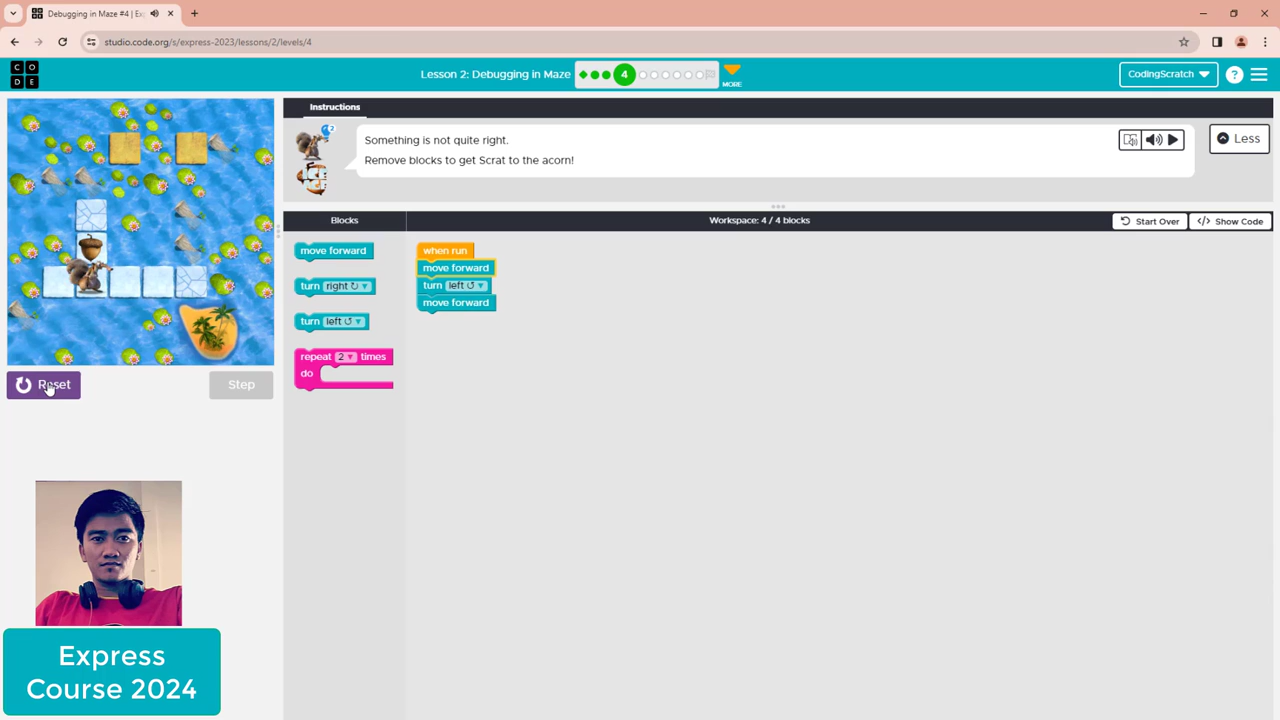 Debugging in Maze #4 | Ex
studio.code.org/s/express-2023/lessons/2/levels/4
C O
D E
Lesson 2: Debugging in Maze
4
MORE
CodingScratch
?
Instructions
2
Something is not quite right.
Remove blocks to get Scrat to the acorn!
Less
Blocks
Workspace: 4 / 4 blocks
Start Over
</> Show Code
move forward
turn right ↻
turn left ↺
repeat 2 times
do
when run
move forward
turn left ↺
move forward
Reset
Step
Express
Course 2024